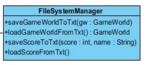 FileSystemManager
+saveGameWorldToTxt(gw : GameWorld)
+loadGameWorldFromTxt() : GameWorld
+saveScoreToTxt(score : int, name : String)
+loadScoreFromTxt()